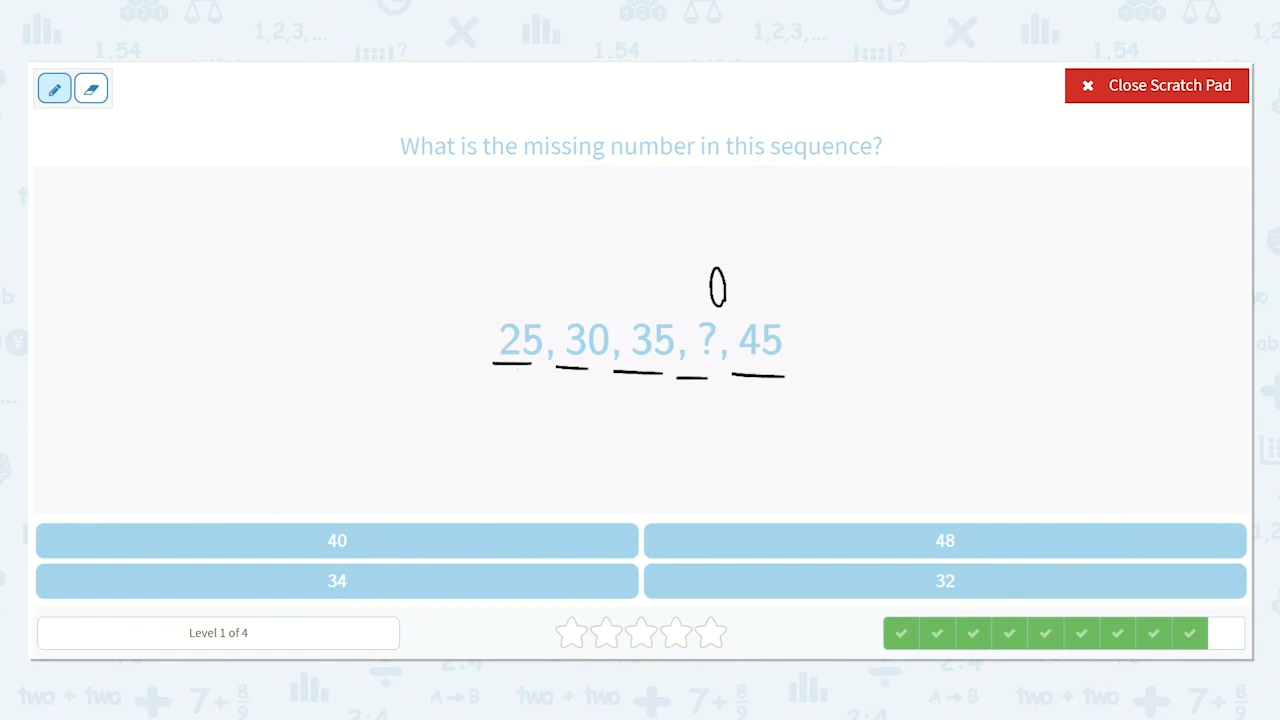 Close Scratch Pad
What is the missing number in this sequence?
0
25, 30, 35, ?, 45
40
48
34
32
Level 1 of 4